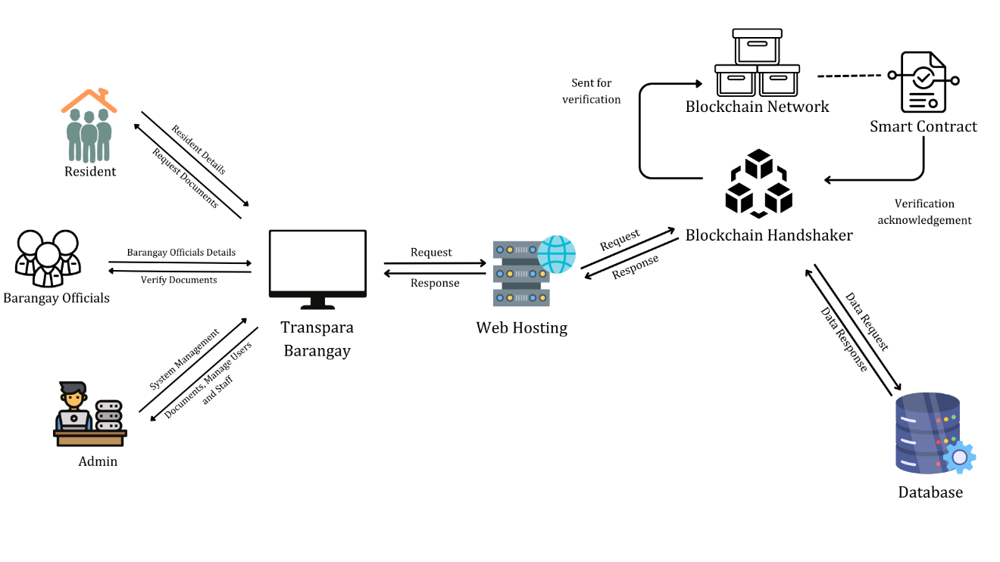 Sent for
verification
Blockchain Network
Smart Contract
Resident Details
Request Documents
Resident
Verification
acknowledgement
Blockchain Handshaker
Request
Response
Barangay Officials Details
Verify Documents
Request
Response
Barangay Officials
Transpara
Barangay
Web Hosting
Data Request
Data Response
System Management
Documents, Manage Users
and Staff
Admin
Database